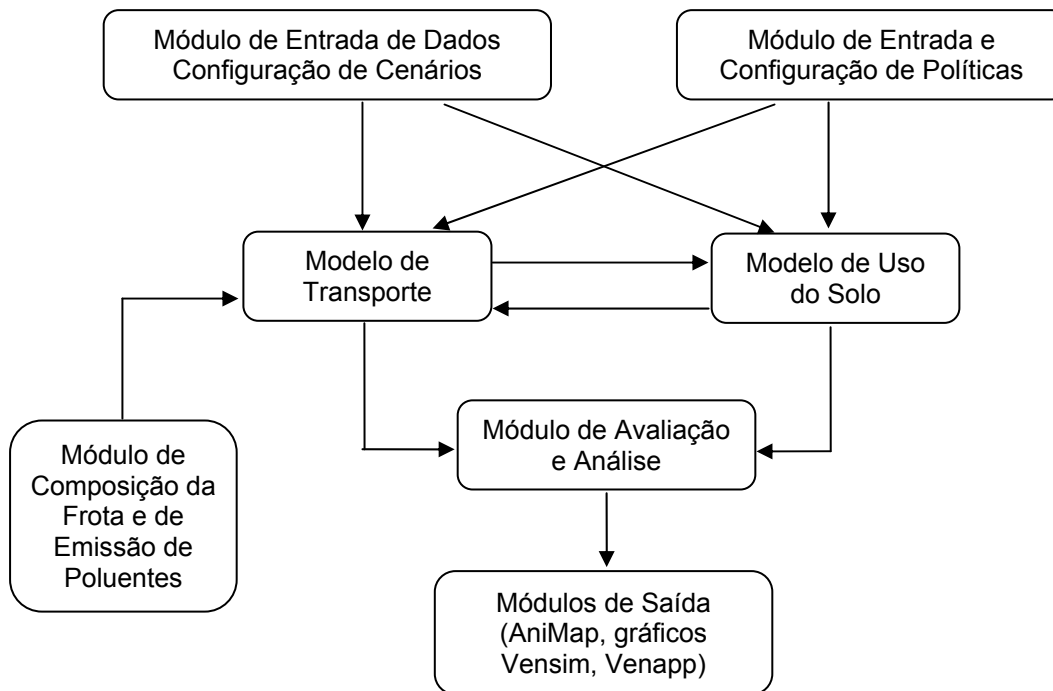 Módulo de Entrada de Dados
Configuração de Cenários
Módulo de Entrada e
Configuração de Políticas
Modelo de
Transporte
Modelo de Uso
do Solo
Módulo de
Composição da
Frota e de
Emissão de
Poluentes
Módulo de Avaliação
e Análise
Módulos de Saída
(AniMap, gráficos
Vensim, Venapp)